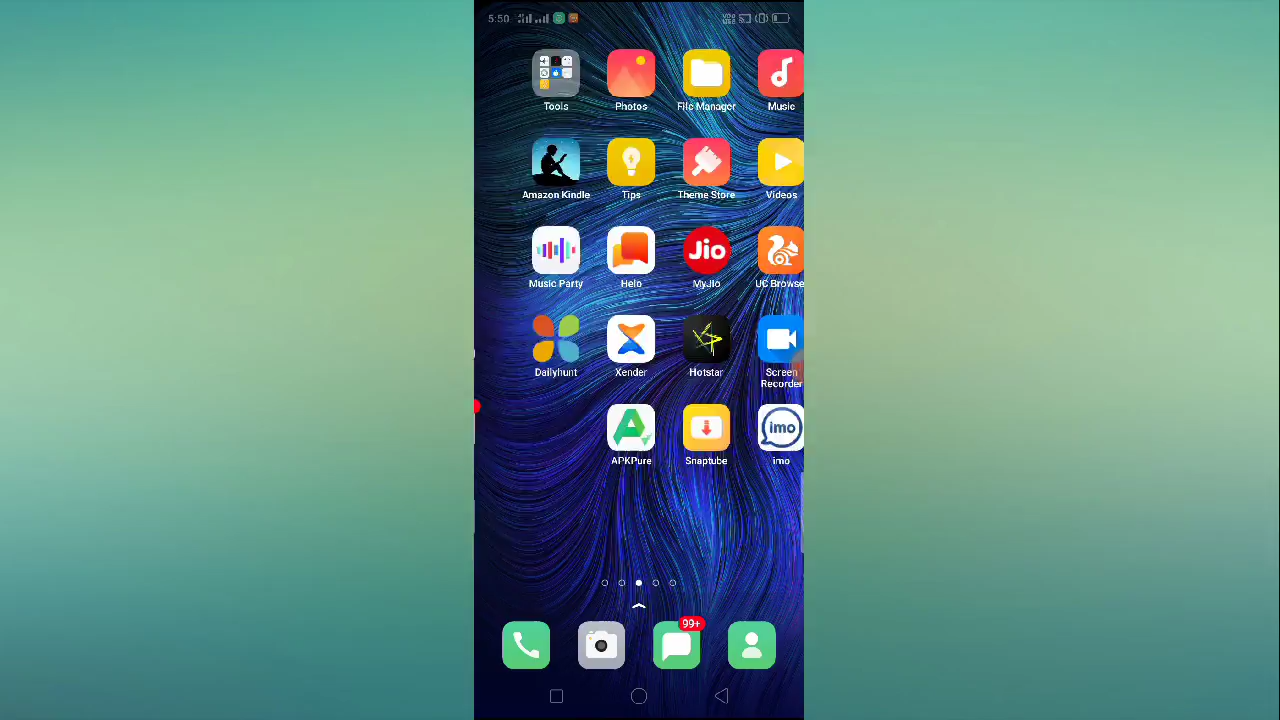 5:50
Tools Photos File Manager Music
Amazon Kindle Tips Theme Store Videos
Music Party Helo MyJio UC Browse
Jio
Dailyhunt Xender Hotstar Screen Recorder
imo
APKPure Snaptube imo
99+